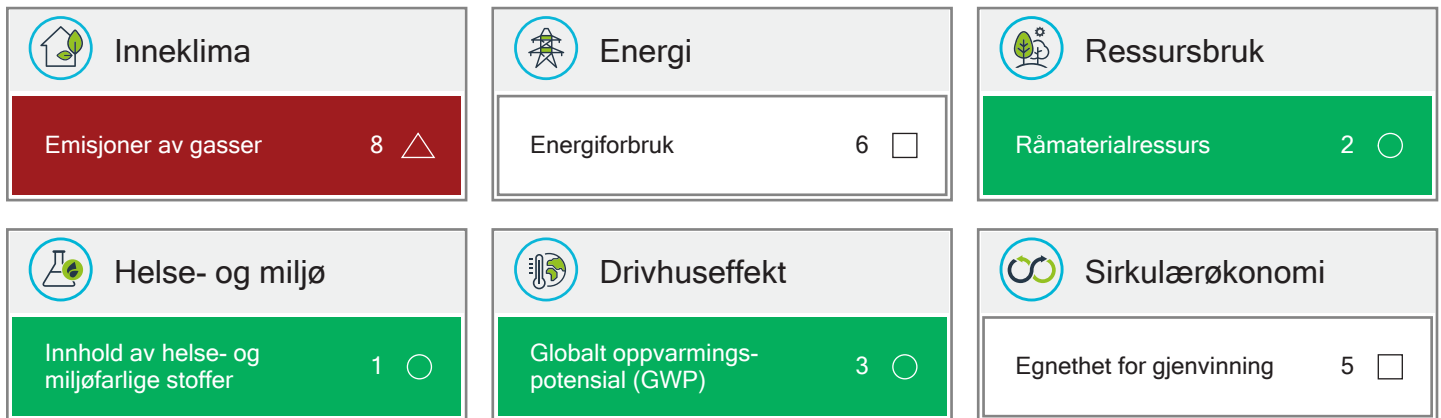 Inneklima
Emisjoner av gasser 8
Energi
Energiforbruk 6
Ressursbruk
Råmaterialressurs 2
Helse- og miljø
Innhold av helse- og
miljøfarlige stoffer 1
Drivhuseffekt
Globalt oppvarmings-
potensial (GWP) 3
Sirkulærøkonomi
Egnethet for gjenvinning 5